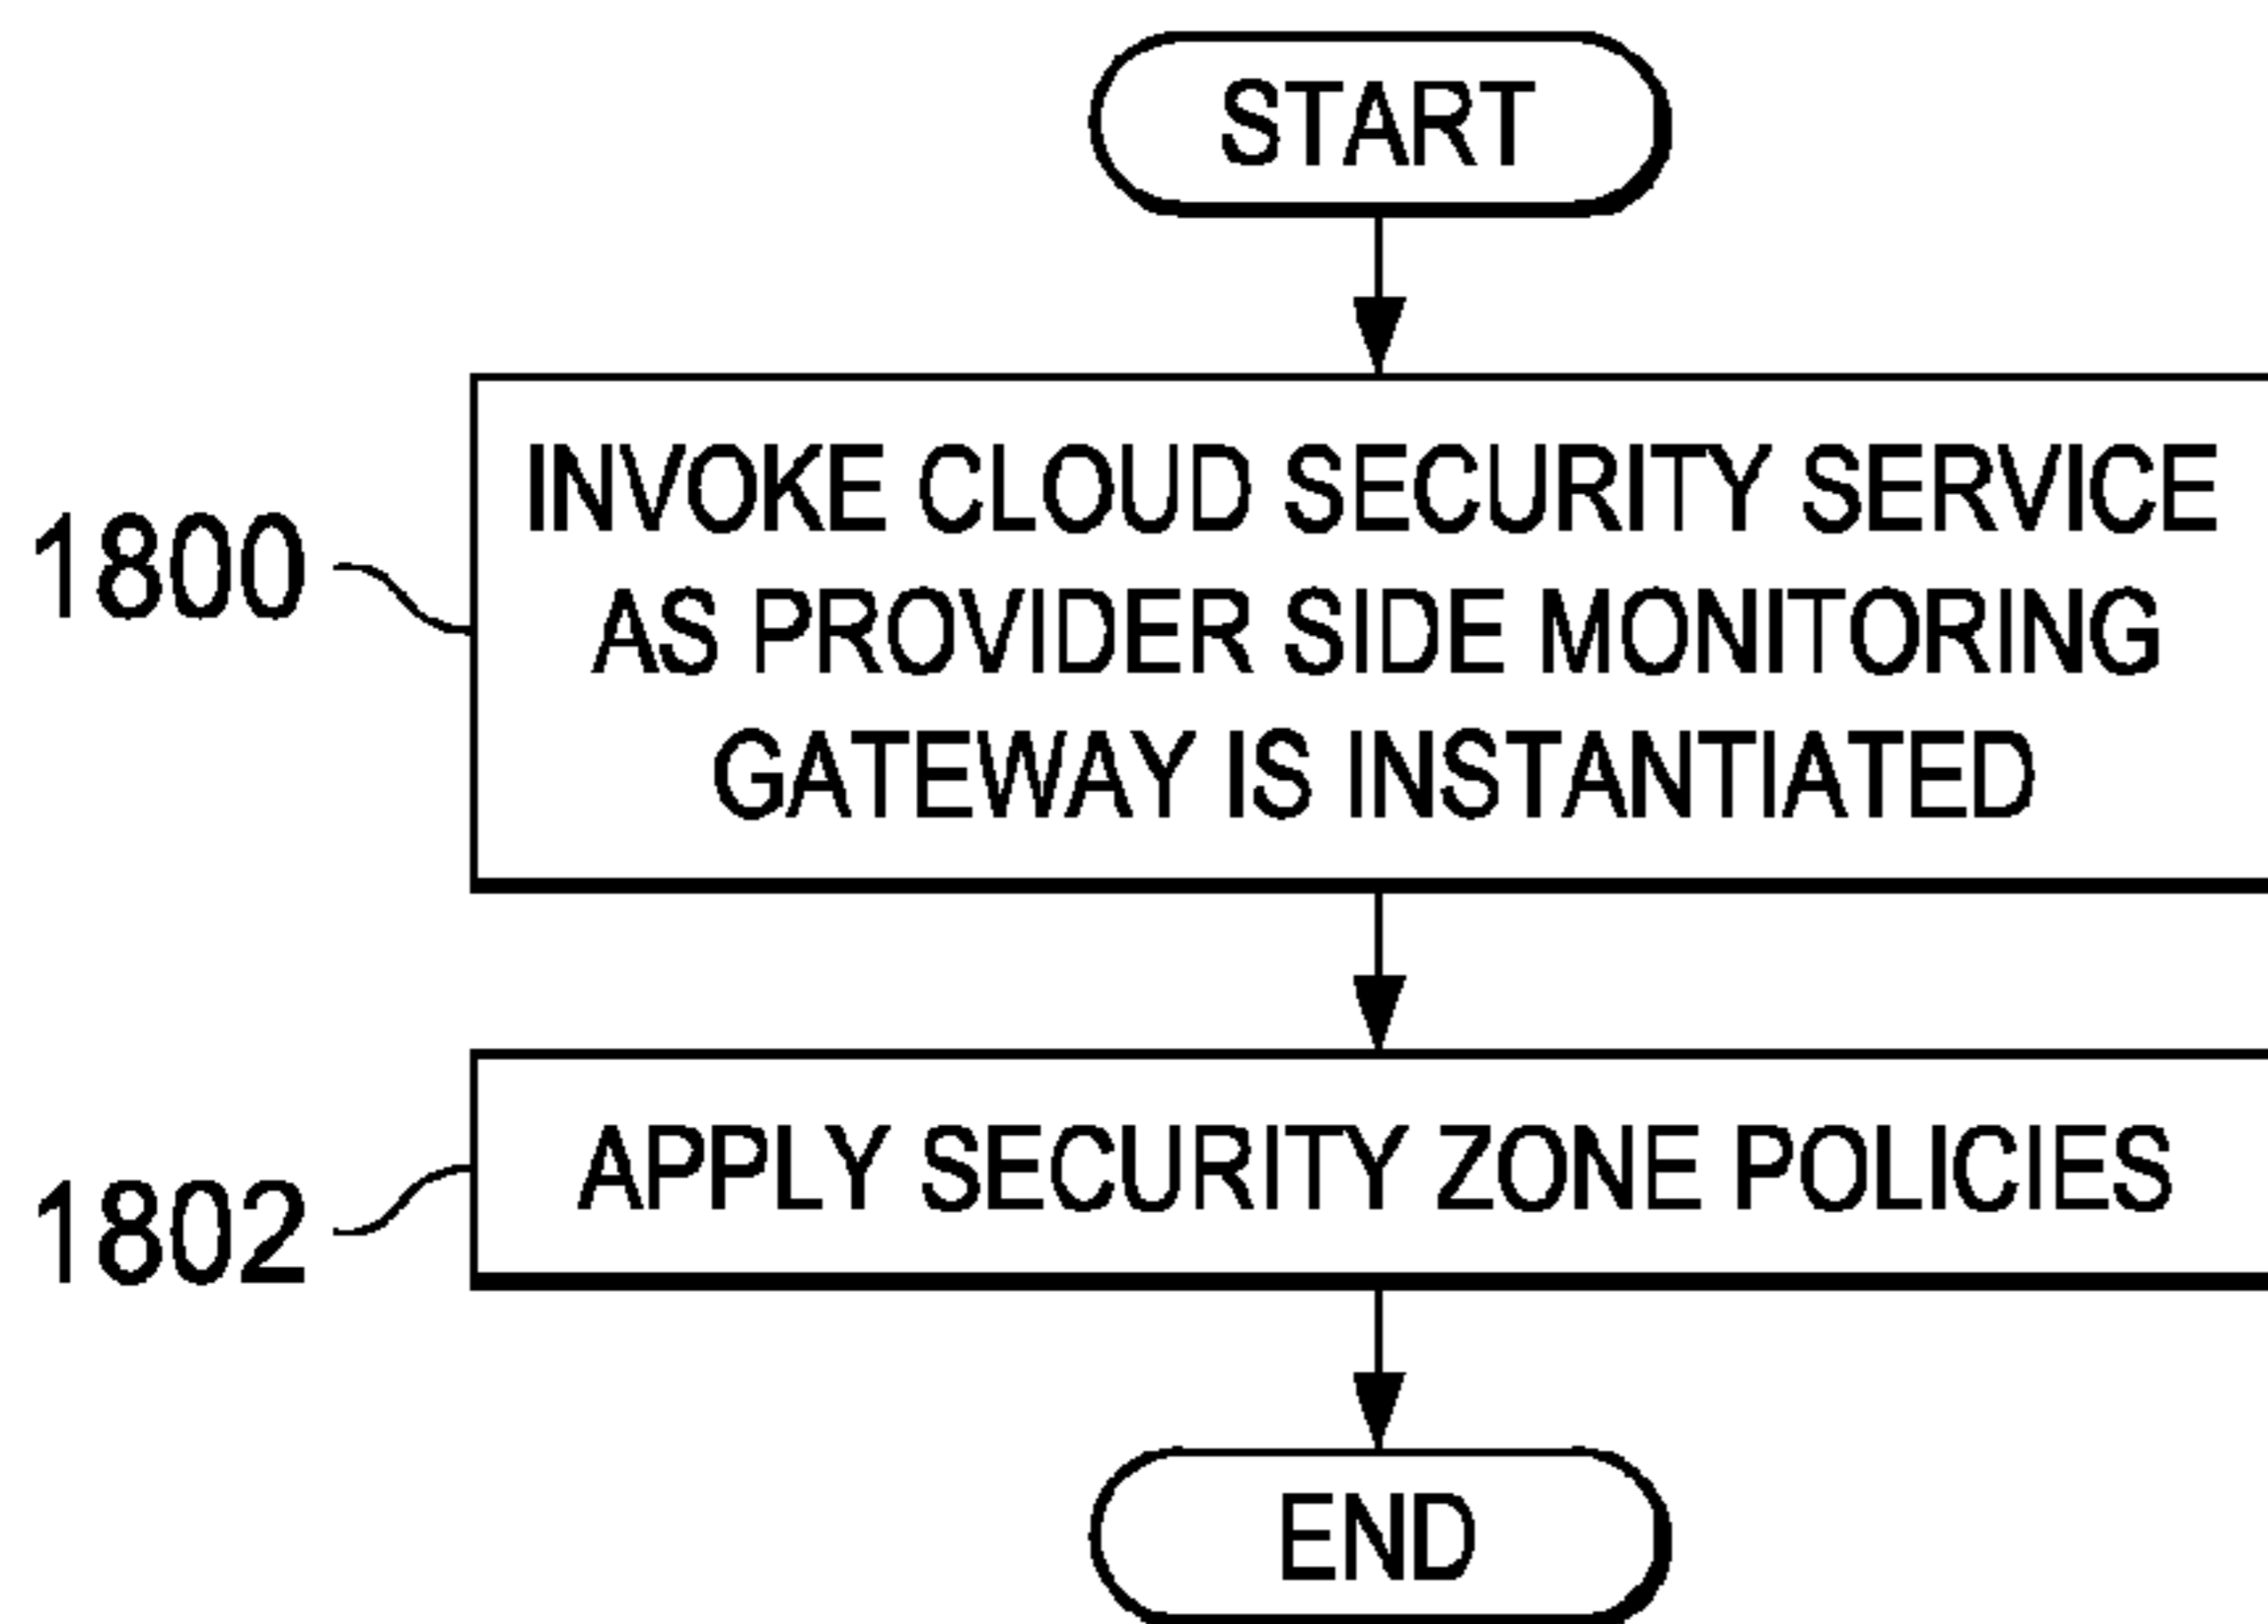 START
1800
INVOKE CLOUD SECURITY SERVICE
AS PROVIDER SIDE MONITORING
GATEWAY IS INSTANTIATED
1802
APPLY SECURITY ZONE POLICIES
END